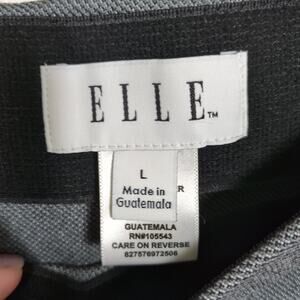 ELLE™
L
Made in
Guatemala
R
GUATEMALA
RN#105543
CARE ON REVERSE
827576972506